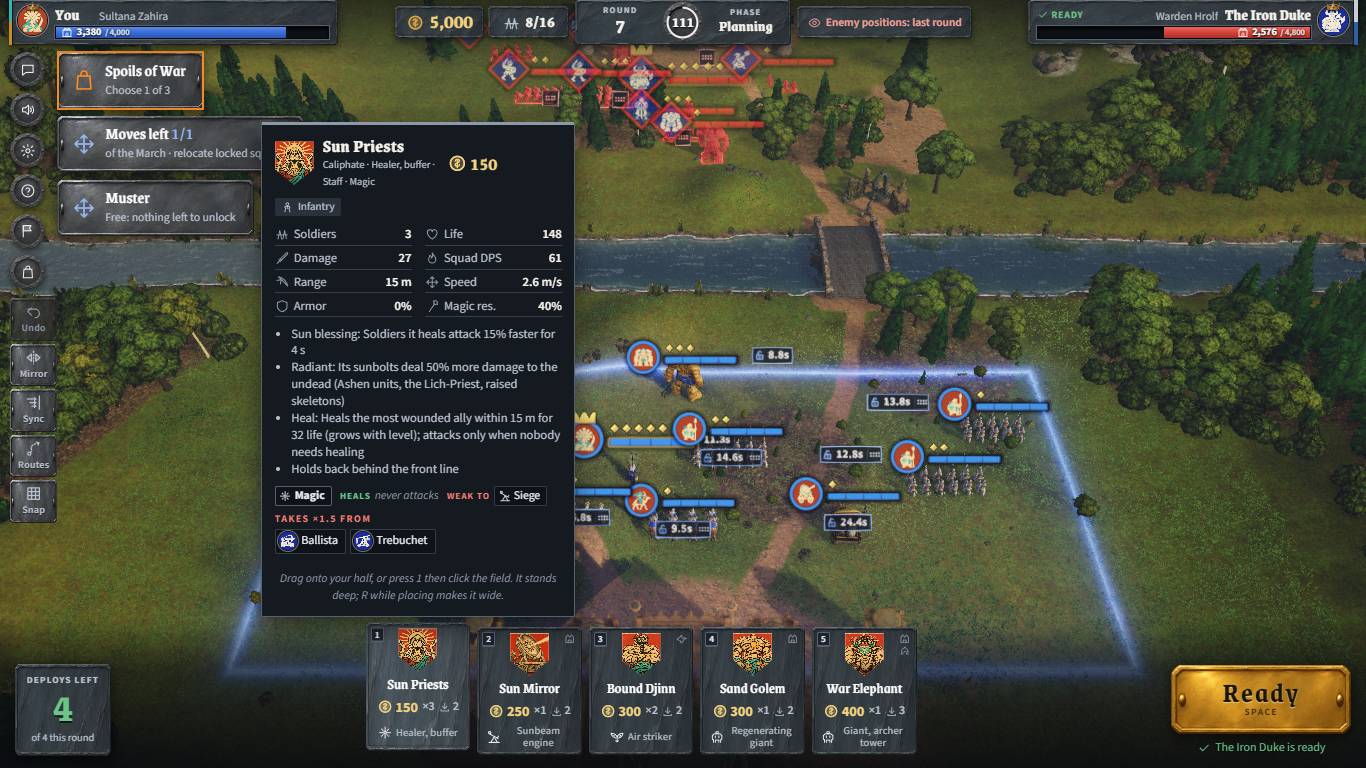 You Sultana Zahira
3,380 / 4,000
5,000
8/16
ROUND
7
111
PHASE
Planning
Enemy positions: last round
READY
Warden Hrolf The Iron Duke
2,576 / 4,800
Spoils of War
Choose 1 of 3
Moves left 1/1
of the March · relocate locked sq
Muster
Free: nothing left to unlock
Undo
Mirror
Sync
Routes
Snap
Sun Priests
Caliphate · Healer, buffer ·
Staff · Magic
150
Infantry
Soldiers 3 Life 148
Damage 27 Squad DPS 61
Range 15 m Speed 2.6 m/s
Armor 0% Magic res. 40%
• Sun blessing: Soldiers it heals attack 15% faster for
4 s
• Radiant: Its sunbolts deal 50% more damage to the
undead (Ashen units, the Lich-Priest, raised
skeletons)
• Heal: Heals the most wounded ally within 15 m for
32 life (grows with level); attacks only when nobody
needs healing
• Holds back behind the front line
Magic HEALS never attacks WEAK TO Siege
TAKES ×1.5 FROM
Ballista Trebuchet
Drag onto your half, or press 1 then click the field. It stands
deep; R while placing makes it wide.
8.8s
13.8s
11.3s
14.6s
12.8s
.8s
9.5s
24.4s
DEPLOYS LEFT
4
of 4 this round
1
Sun Priests
150 ×3 2
Healer, buffer
2
Sun Mirror
250 ×1 2
Sunbeam
engine
3
Bound Djinn
300 ×2 2
Air striker
4
Sand Golem
300 ×1 2
Regenerating
giant
5
War Elephant
400 ×1 3
Giant, archer
tower
Ready
SPACE
The Iron Duke is ready